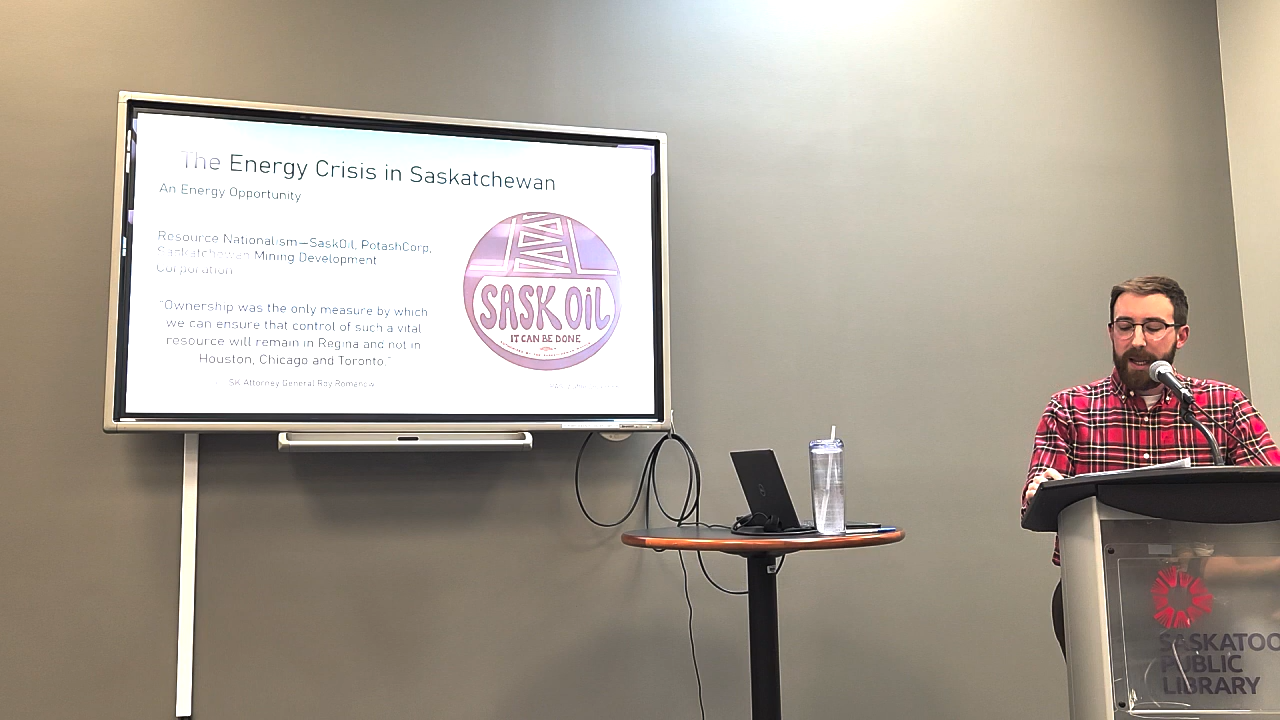 The Energy Crisis in Saskatchewan
An Energy Opportunity
Resource Nationalism—SaskOil, PotashCorp,
Saskatchewan Mining Development
Corporation
"Ownership was the only measure by which
we can ensure that control of such a vital
resource will remain in Regina and not in
Houston, Chicago and Toronto."
SK Attorney General Roy Romanow
SASK OiL
IT CAN BE DONE
SASKATOO
PUBLIC
LIBRARY